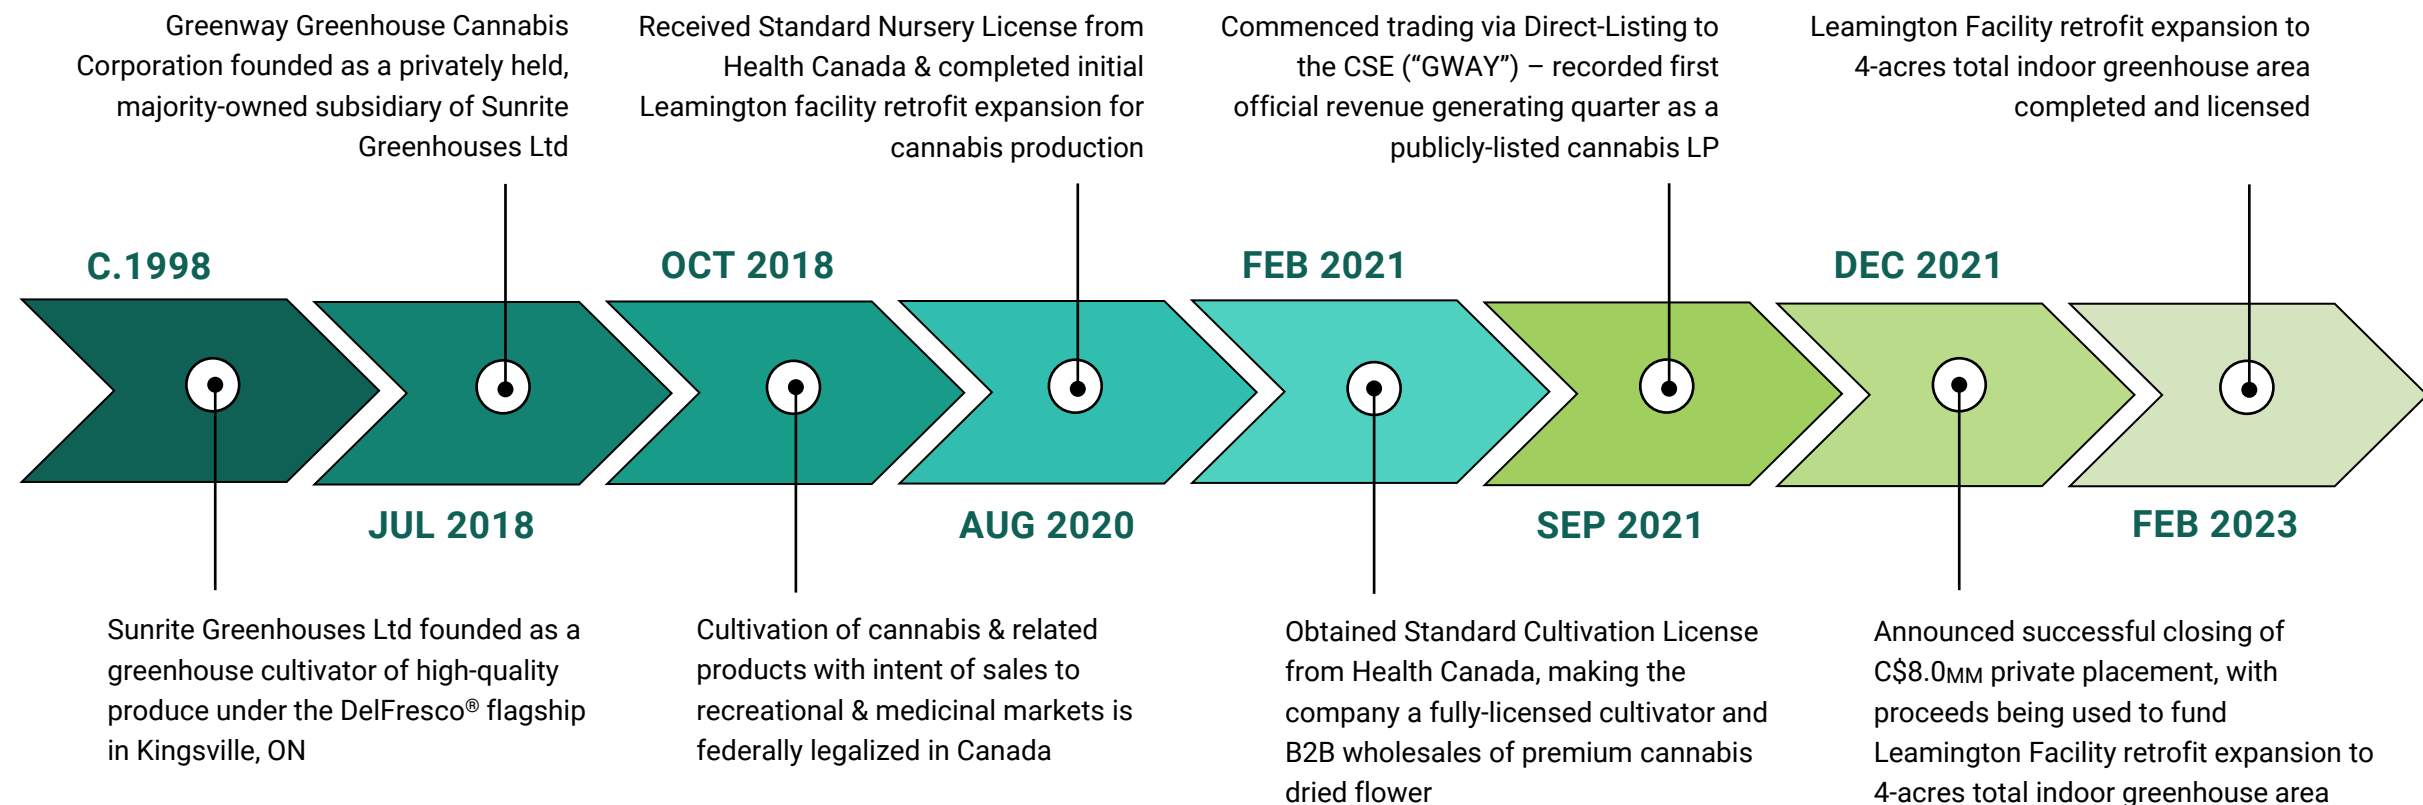 Greenway Greenhouse Cannabis
Corporation founded as a privately held,
majority-owned subsidiary of Sunrite
Greenhouses Ltd
Received Standard Nursery License from
Health Canada & completed initial
Leamington facility retrofit expansion for
cannabis production
Commenced trading via Direct-Listing to
the CSE (“GWAY”) – recorded first
official revenue generating quarter as a
publicly-listed cannabis LP
Leamington Facility retrofit expansion to
4-acres total indoor greenhouse area
completed and licensed
C.1998
OCT 2018
FEB 2021
DEC 2021
JUL 2018
AUG 2020
SEP 2021
FEB 2023
Sunrite Greenhouses Ltd founded as a
greenhouse cultivator of high-quality
produce under the DelFresco® flagship
in Kingsville, ON
Cultivation of cannabis & related
products with intent of sales to
recreational & medicinal markets is
federally legalized in Canada
Obtained Standard Cultivation License
from Health Canada, making the
company a fully-licensed cultivator and
B2B wholesales of premium cannabis
dried flower
Announced successful closing of
C$8.0MM private placement, with
proceeds being used to fund
Leamington Facility retrofit expansion to
4-acres total indoor greenhouse area